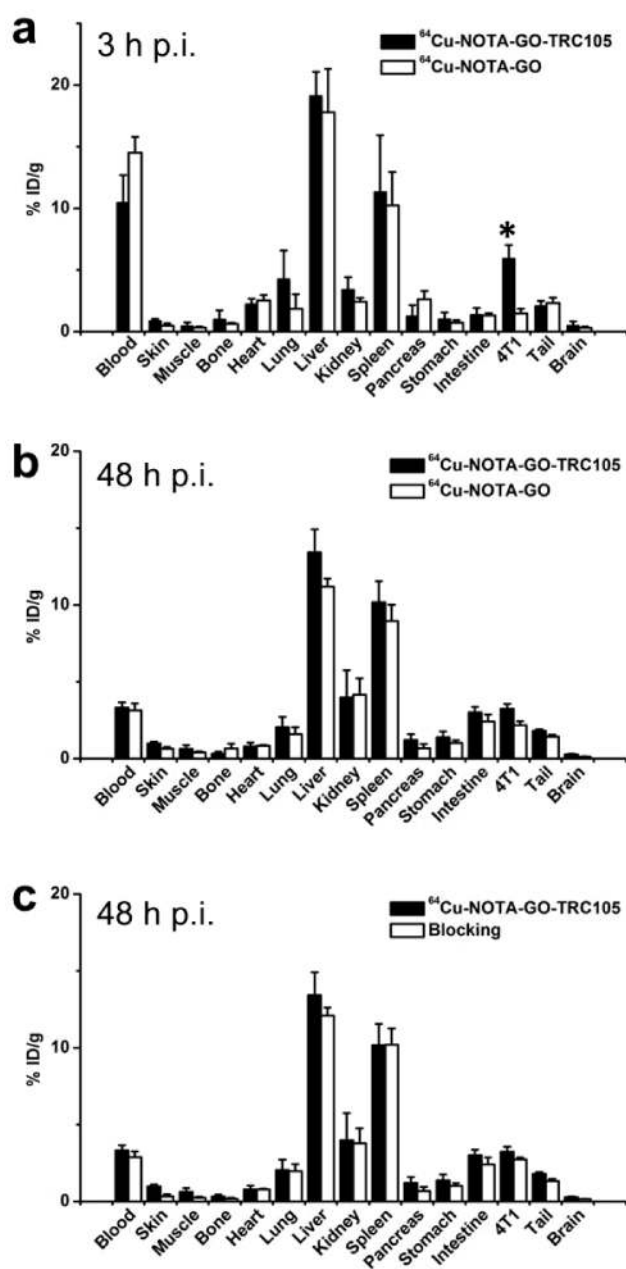 a
3 h p.i.
⁶⁴Cu-NOTA-GO-TRC105
⁶⁴Cu-NOTA-GO
20
10
0
% ID/g
*
Blood
Skin
Muscle
Bone
Heart
Lung
Liver
Kidney
Spleen
Pancreas
Stomach
Intestine
4T1
Tail
Brain
b
48 h p.i.
⁶⁴Cu-NOTA-GO-TRC105
⁶⁴Cu-NOTA-GO
20
10
0
% ID/g
Blood
Skin
Muscle
Bone
Heart
Lung
Liver
Kidney
Spleen
Pancreas
Stomach
Intestine
4T1
Tail
Brain
c
48 h p.i.
⁶⁴Cu-NOTA-GO-TRC105
Blocking
20
10
0
% ID/g
Blood
Skin
Muscle
Bone
Heart
Lung
Liver
Kidney
Spleen
Pancreas
Stomach
Intestine
4T1
Tail
Brain